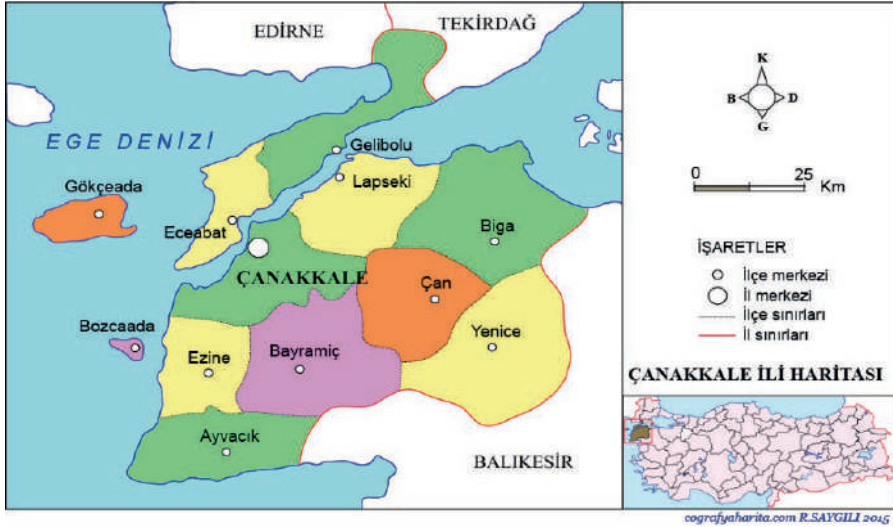 EDİRNE
TEKİRDAĞ
EGE DENİZİ
Gelibolu
Lapseki
Gökçeada
Eceabat
Biga
ÇANAKKALE
Çan
Bozcaada
Ezine
Bayramiç
Yenice
Ayvacık
BALIKESİR
K
B
D
G
0
25
Km
İŞARETLER
İlçe merkezi
İl merkezi
İlçe sınırları
İl sınırları
ÇANAKKALE İLİ HARİTASI
cografyaharita.com R.SAYGILI 2015